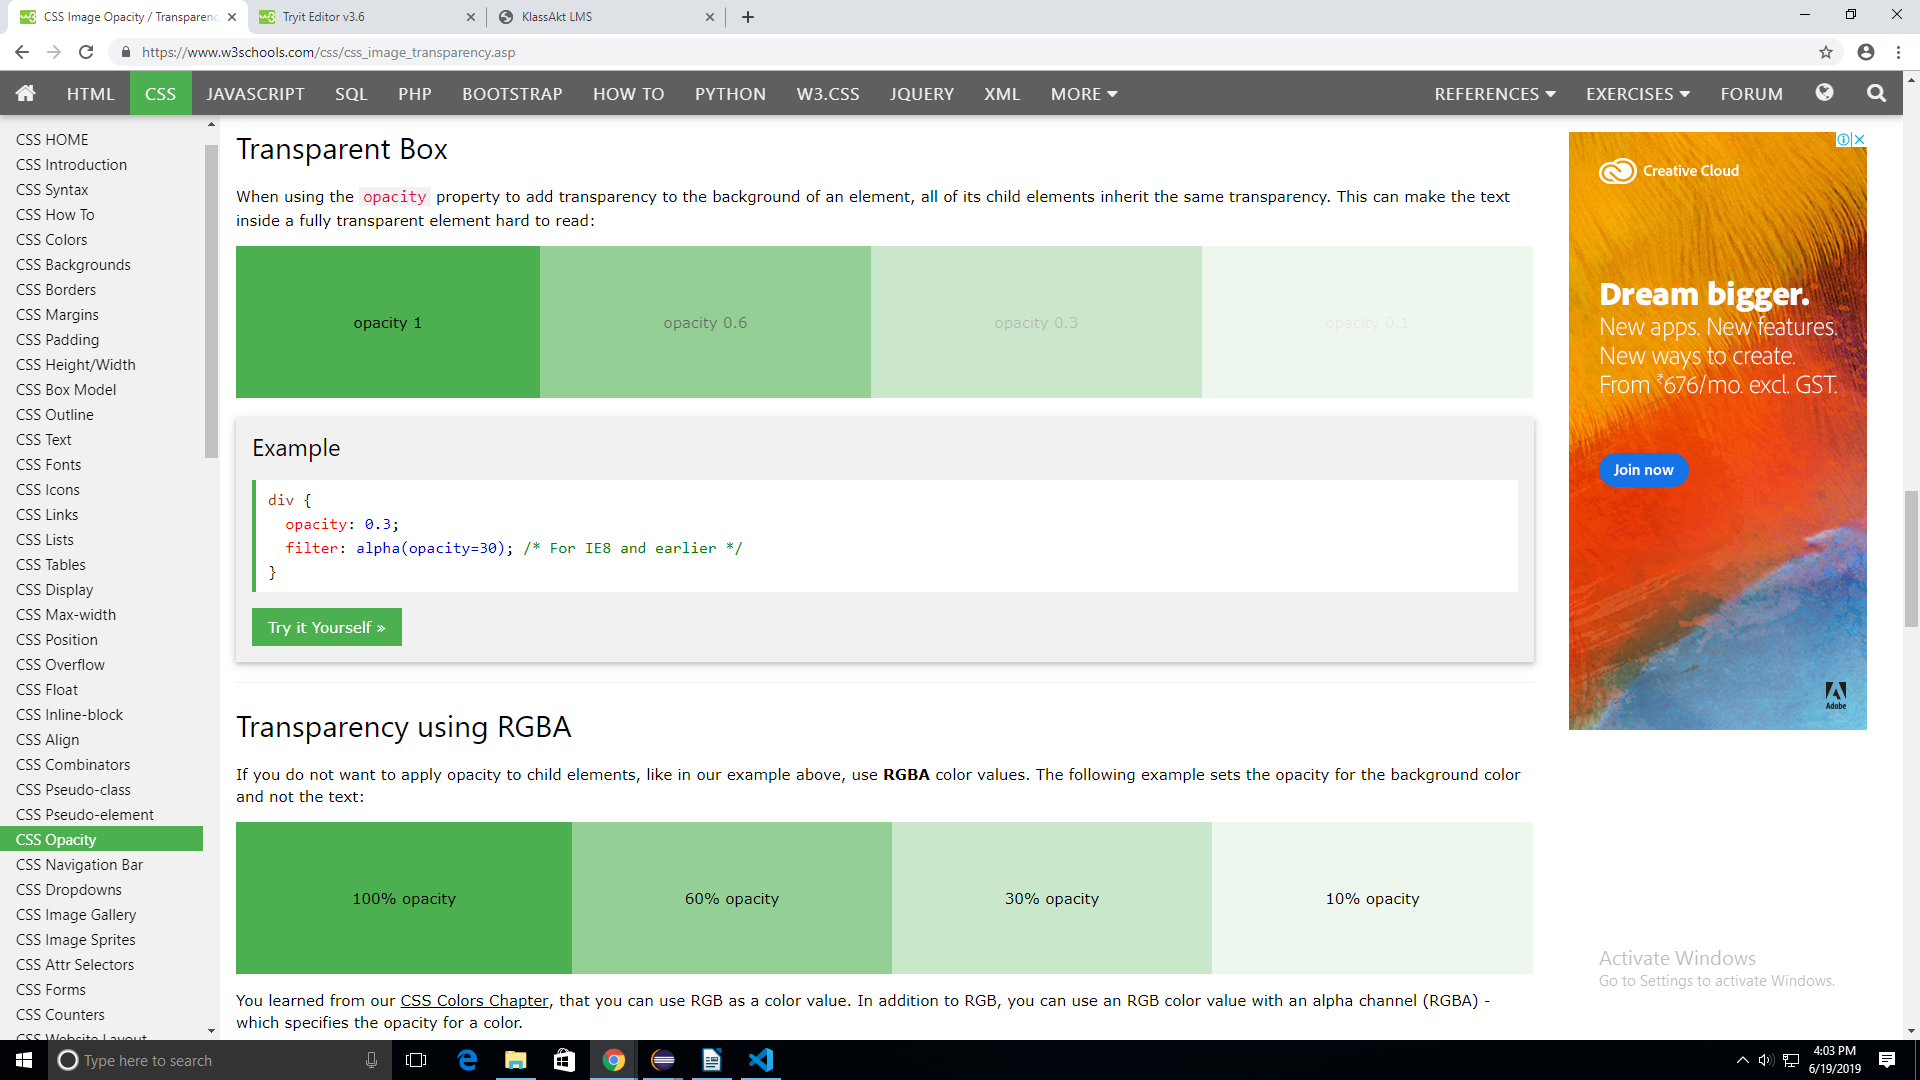 CSS Image Opacity / Transparenc
Tryit Editor v3.6
KlassAkt LMS
https://www.w3schools.com/css/css_image_transparency.asp
HTML CSS JAVASCRIPT SQL PHP BOOTSTRAP HOW TO PYTHON W3.CSS JQUERY XML MORE REFERENCES EXERCISES FORUM
CSS HOME
CSS Introduction
CSS Syntax
CSS How To
CSS Colors
CSS Backgrounds
CSS Borders
CSS Margins
CSS Padding
CSS Height/Width
CSS Box Model
CSS Outline
CSS Text
CSS Fonts
CSS Icons
CSS Links
CSS Lists
CSS Tables
CSS Display
CSS Max-width
CSS Position
CSS Overflow
CSS Float
CSS Inline-block
CSS Align
CSS Combinators
CSS Pseudo-class
CSS Pseudo-element
CSS Opacity
CSS Navigation Bar
CSS Dropdowns
CSS Image Gallery
CSS Image Sprites
CSS Attr Selectors
CSS Forms
CSS Counters
CSS Website Layout
Transparent Box
When using the opacity property to add transparency to the background of an element, all of its child elements inherit the same transparency. This can make the text
inside a fully transparent element hard to read:
opacity 1 opacity 0.6 opacity 0.3 opacity 0.1
Example
div {
opacity: 0.3;
filter: alpha(opacity=30); /* For IE8 and earlier */
}
Try it Yourself »
Transparency using RGBA
If you do not want to apply opacity to child elements, like in our example above, use RGBA color values. The following example sets the opacity for the background color
and not the text:
100% opacity 60% opacity 30% opacity 10% opacity
You learned from our CSS Colors Chapter, that you can use RGB as a color value. In addition to RGB, you can use an RGB color value with an alpha channel (RGBA) -
which specifies the opacity for a color.
Creative Cloud
Dream bigger.
New apps. New features.
New ways to create.
From ₹676/mo. excl. GST.
Join now
Adobe
Activate Windows
Go to Settings to activate Windows.
Type here to search
4:03 PM
6/19/2019